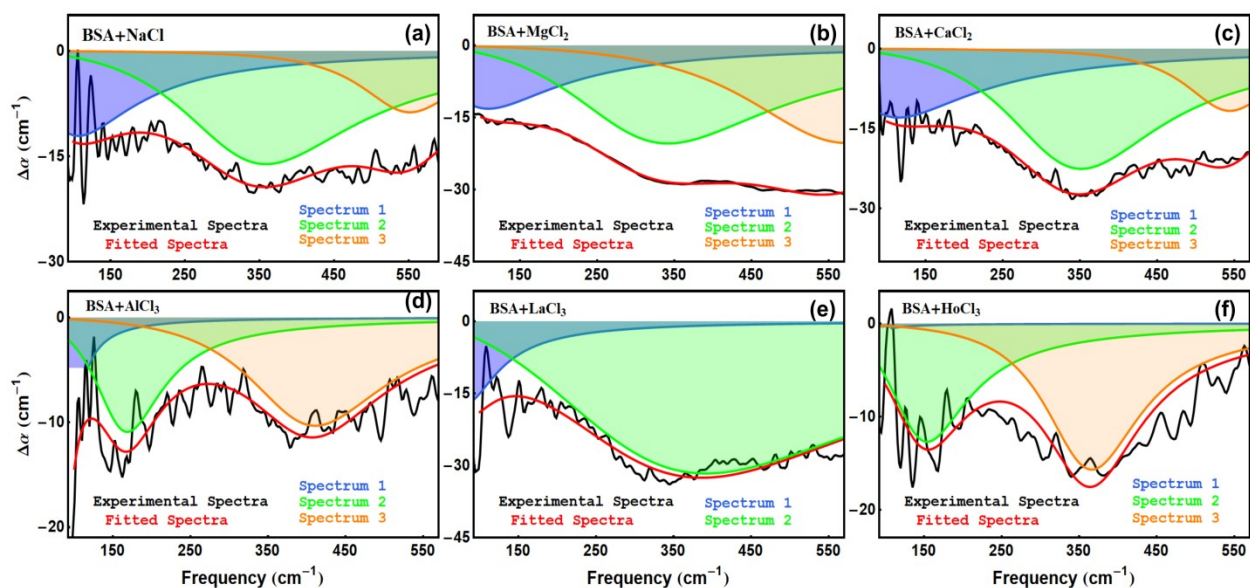 BSA+NaCl
(a)
0
−15
−30
Δα (cm⁻¹)
150 250 350 450 550
Experimental Spectra
Fitted Spectra
Spectrum 1
Spectrum 2
Spectrum 3
BSA+MgCl₂
(b)
0
−15
−30
−45
150 250 350 450 550
Experimental Spectra
Fitted Spectra
Spectrum 1
Spectrum 2
Spectrum 3
BSA+CaCl₂
(c)
0
−15
−30
150 250 350 450 550
Experimental Spectra
Fitted Spectra
Spectrum 1
Spectrum 2
Spectrum 3
BSA+AlCl₃
(d)
0
−10
−20
Δα (cm⁻¹)
150 250 350 450 550
Experimental Spectra
Fitted Spectra
Spectrum 1
Spectrum 2
Spectrum 3
Frequency (cm⁻¹)
BSA+LaCl₃
(e)
0
−15
−30
−45
150 250 350 450 550
Experimental Spectra
Fitted Spectra
Spectrum 1
Spectrum 2
Frequency (cm⁻¹)
BSA+HoCl₃
(f)
0
−10
−20
150 250 350 450 550
Experimental Spectra
Fitted Spectra
Spectrum 1
Spectrum 2
Spectrum 3
Frequency (cm⁻¹)